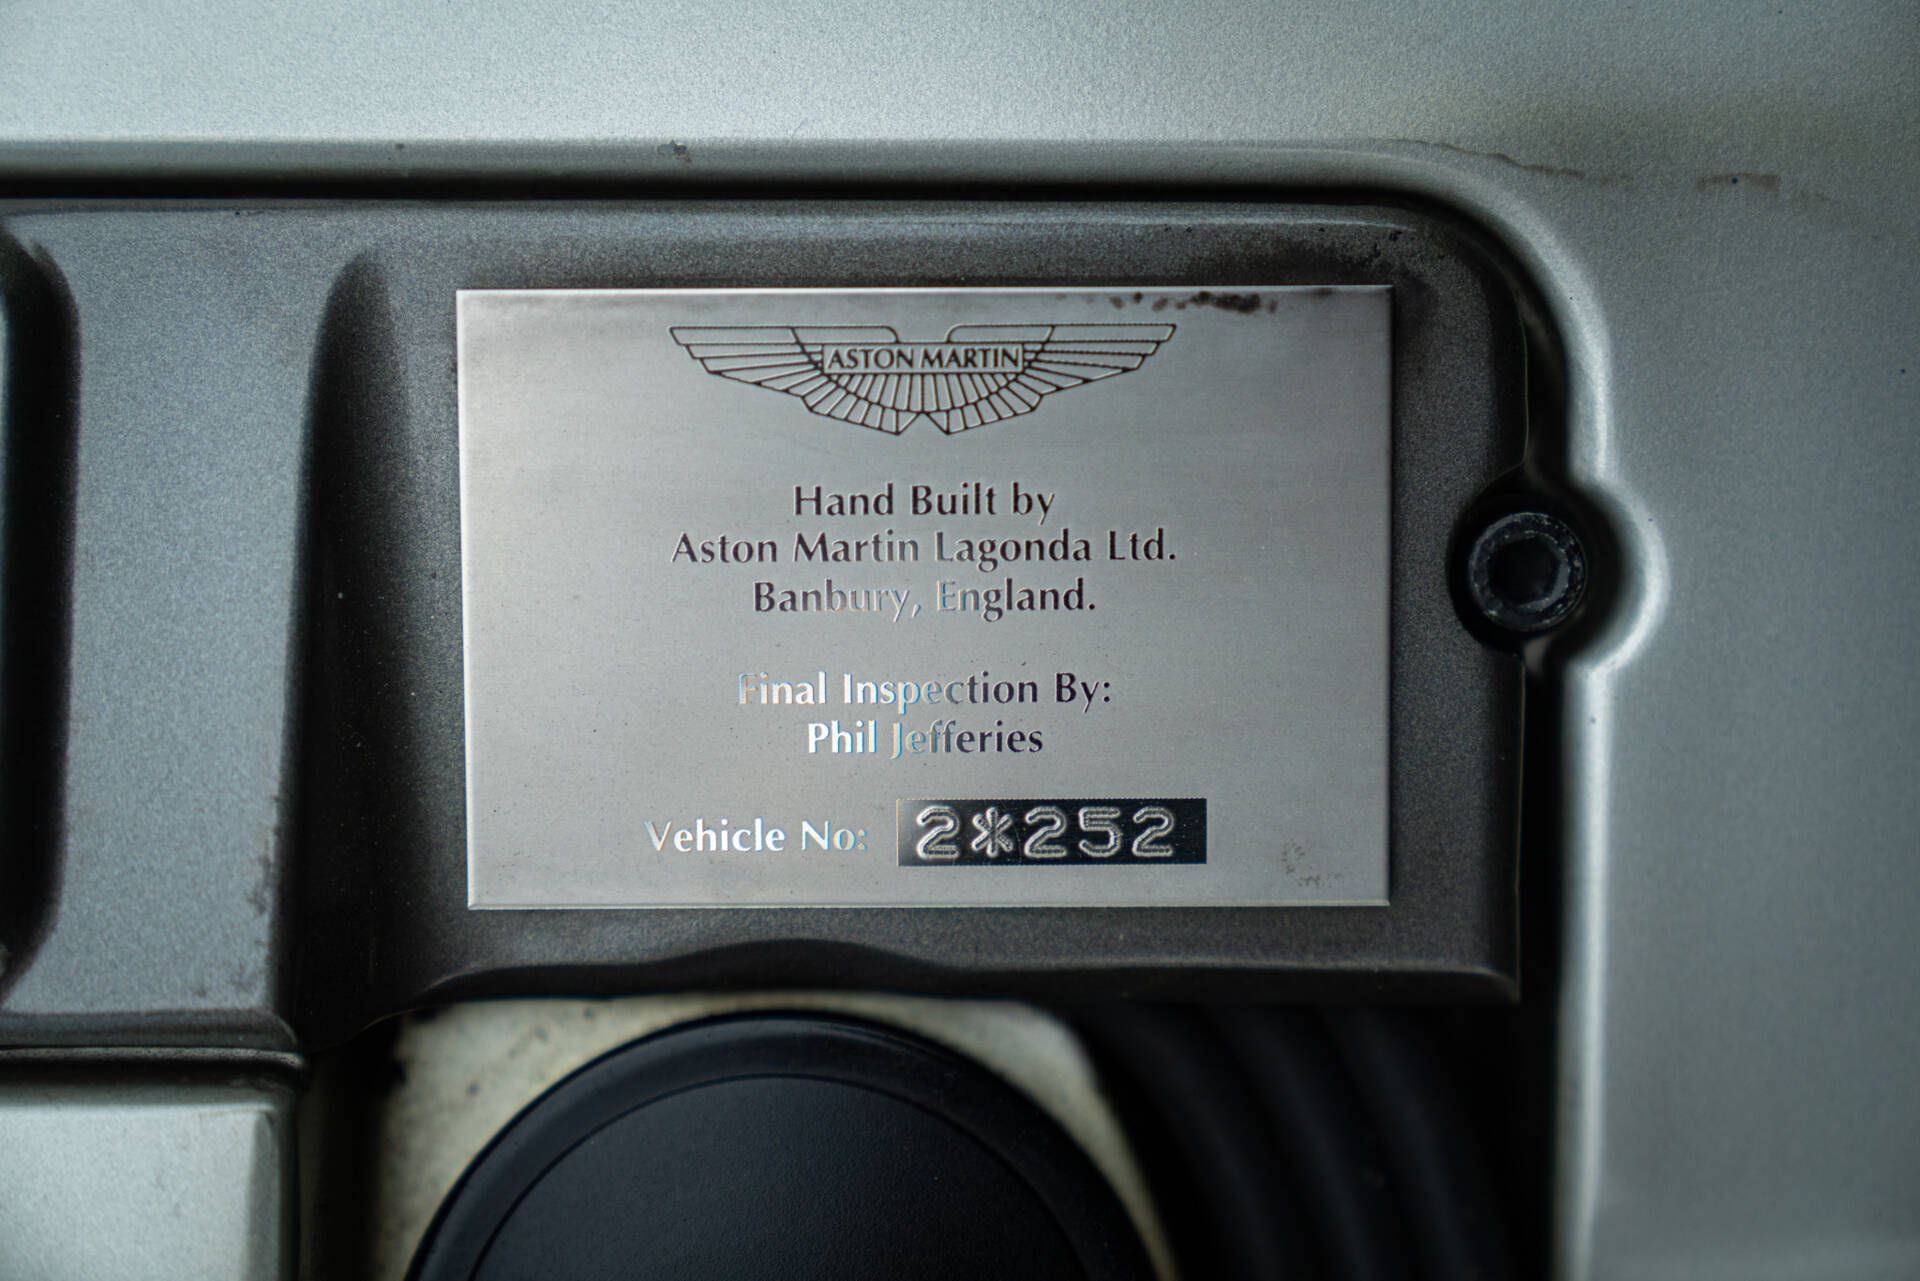 ASTON MARTIN
Hand Built by
Aston Martin Lagonda Ltd.
Banbury, England.
Final Inspection By:
Phil Jefferies
Vehicle No: 2*252